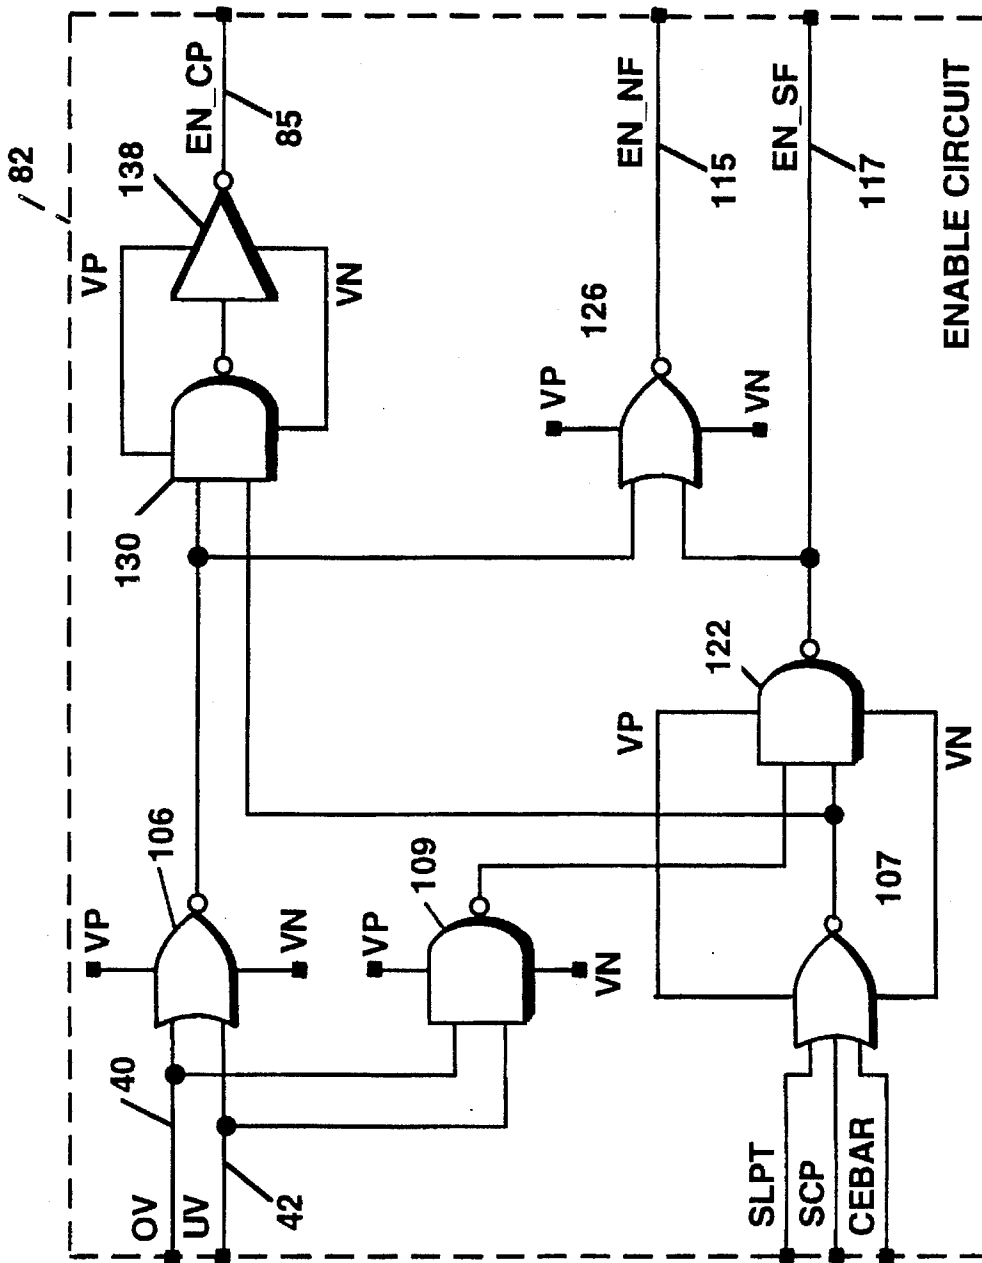 82
VP
138
EN_CP
85
VN
130
106
VP
VN
40
OV
UV
42
109
VP
VN
VP
126
VN
EN_NF
115
EN_SF
117
122
VP
VN
107
SLPT
SCP
CEBAR
ENABLE CIRCUIT